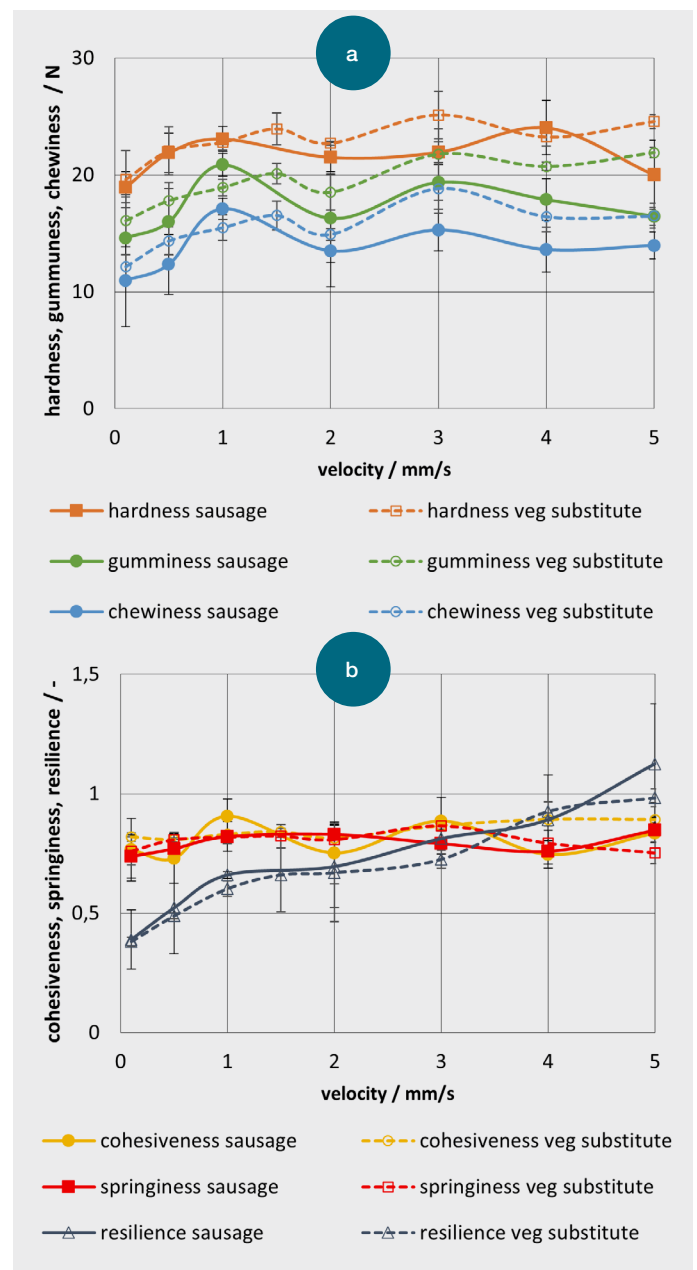 a
hardness, gummuness, chewiness / N
30
20
10
0
0 1 2 3 4 5
velocity / mm/s
hardness sausage hardness veg substitute
gumminess sausage gumminess veg substitute
chewiness sausage chewiness veg substitute
b
cohesiveness, springiness, resilience / -
1,5
1
0,5
0
0 1 2 3 4 5
velocity / mm/s
cohesiveness sausage cohesiveness veg substitute
springiness sausage springiness veg substitute
resilience sausage resilience veg substitute